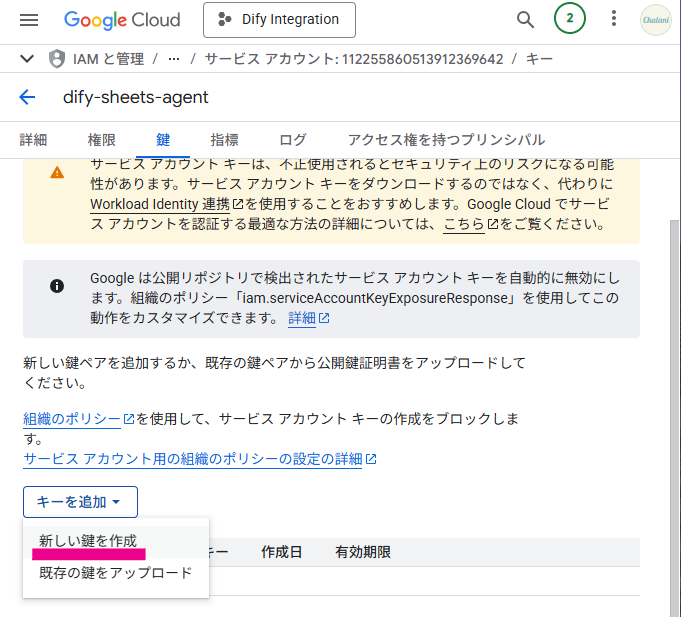 Google Cloud
Dify Integration
2
Chatani
IAM と管理 / ... / サービス アカウント: 112255860513912369642 / キー
dify-sheets-agent
詳細 権限 鍵 指標 ログ アクセス権を持つプリンシパル
サービス アカウント キーは、不正使用されるとセキュリティ上のリスクになる可能
性があります。サービス アカウント キーをダウンロードするのではなく、代わりに
Workload Identity 連携を使用することをおすすめします。Google Cloud でサービ
ス アカウントを認証する最適な方法の詳細については、こちらをご覧ください。
Google は公開リポジトリで検出されたサービス アカウント キーを自動的に無効にし
ます。組織のポリシー「iam.serviceAccountKeyExposureResponse」を使用してこの
動作をカスタマイズできます。 詳細
新しい鍵ペアを追加するか、既存の鍵ペアから公開鍵証明書をアップロードして
ください。
組織のポリシーを使用して、サービス アカウント キーの作成をブロックしま
す。
サービス アカウント用の組織のポリシーの設定の詳細
キーを追加
新しい鍵を作成
キー 作成日 有効期限
既存の鍵をアップロード